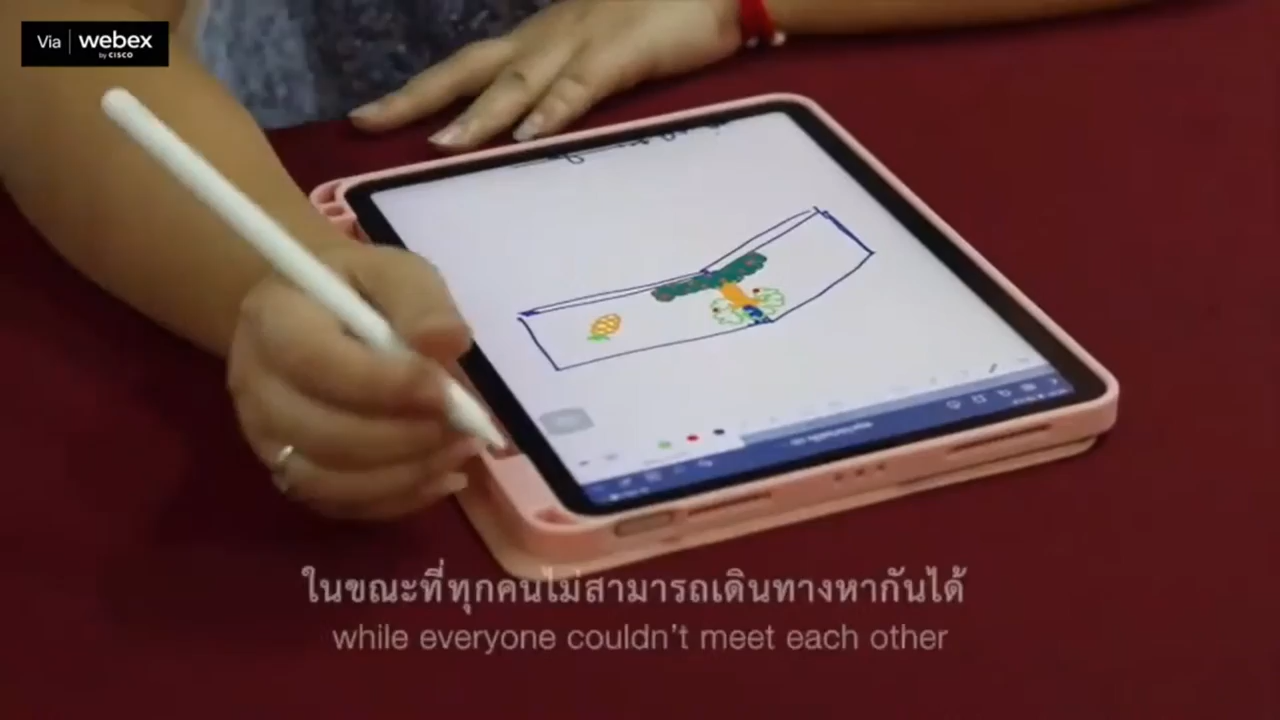 Via | webex
by CISCO
ในขณะที่ทุกคนไม่สามารถเดินทางหากันได้
while everyone couldn't meet each other